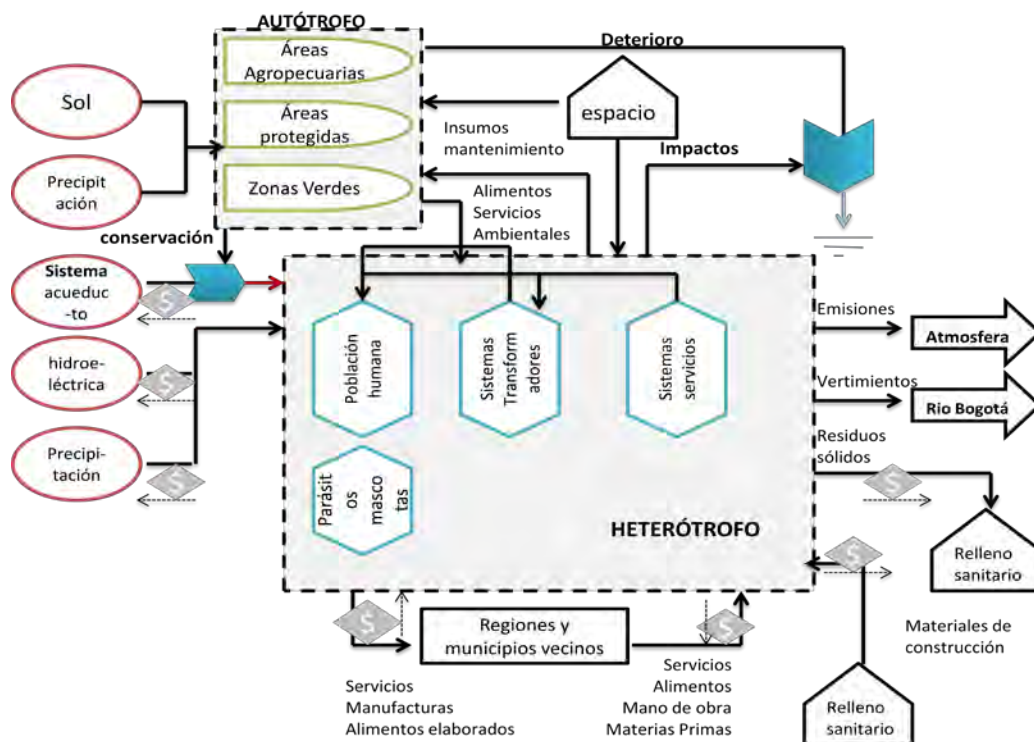 AUTÓTROFO
Áreas
Agropecuarias
Áreas
protegidas
Zonas Verdes
Sol
Precipit
ación
conservación
Sistema
acueduc
-to
$
hidroe-
léctrica
$
Precipi-
tación
$
Deterioro
espacio
Insumos
mantenimiento
Impactos
Alimentos
Servicios
Ambientales
Población
humana
Sistemas
Transform
adores
Sistemas
servicios
Parásit
os
masco
tas
HETERÓTROFO
Emisiones
Atmosfera
Vertimientos
Rio Bogotá
Residuos
sólidos
$
Relleno
sanitario
$
Materiales de
construcción
Relleno
sanitario
$
Regiones y
municipios vecinos
$
Servicios
Manufacturas
Alimentos elaborados
Servicios
Alimentos
Mano de obra
Materias Primas